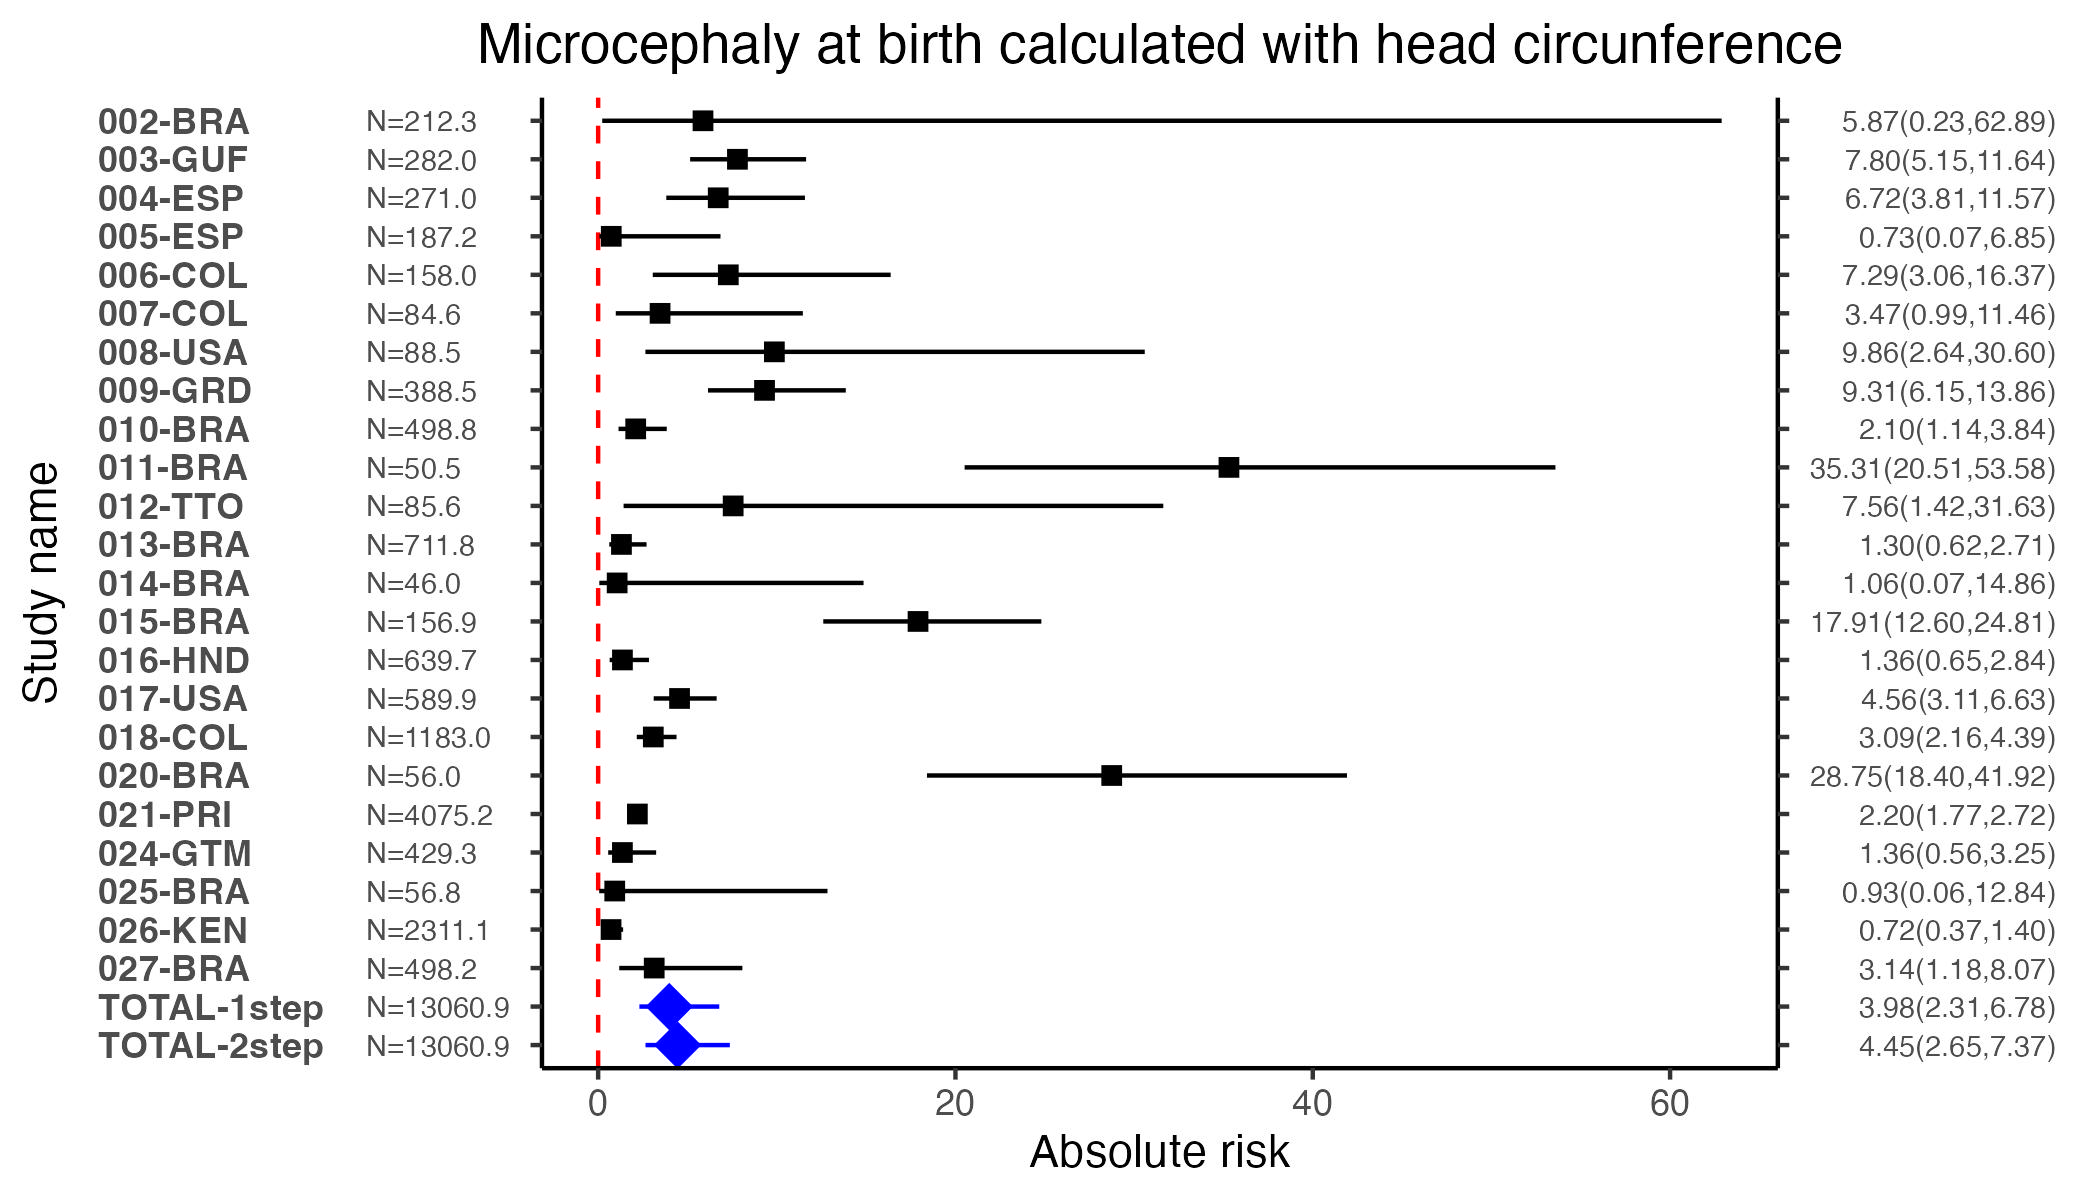 Microcephaly at birth calculated with head circunference
Study name
002-BRA N=212.3 5.87(0.23,62.89)
003-GUF N=282.0 7.80(5.15,11.64)
004-ESP N=271.0 6.72(3.81,11.57)
005-ESP N=187.2 0.73(0.07,6.85)
006-COL N=158.0 7.29(3.06,16.37)
007-COL N=84.6 3.47(0.99,11.46)
008-USA N=88.5 9.86(2.64,30.60)
009-GRD N=388.5 9.31(6.15,13.86)
010-BRA N=498.8 2.10(1.14,3.84)
011-BRA N=50.5 35.31(20.51,53.58)
012-TTO N=85.6 7.56(1.42,31.63)
013-BRA N=711.8 1.30(0.62,2.71)
014-BRA N=46.0 1.06(0.07,14.86)
015-BRA N=156.9 17.91(12.60,24.81)
016-HND N=639.7 1.36(0.65,2.84)
017-USA N=589.9 4.56(3.11,6.63)
018-COL N=1183.0 3.09(2.16,4.39)
020-BRA N=56.0 28.75(18.40,41.92)
021-PRI N=4075.2 2.20(1.77,2.72)
024-GTM N=429.3 1.36(0.56,3.25)
025-BRA N=56.8 0.93(0.06,12.84)
026-KEN N=2311.1 0.72(0.37,1.40)
027-BRA N=498.2 3.14(1.18,8.07)
TOTAL-1step N=13060.9 3.98(2.31,6.78)
TOTAL-2step N=13060.9 4.45(2.65,7.37)
0 20 40 60
Absolute risk